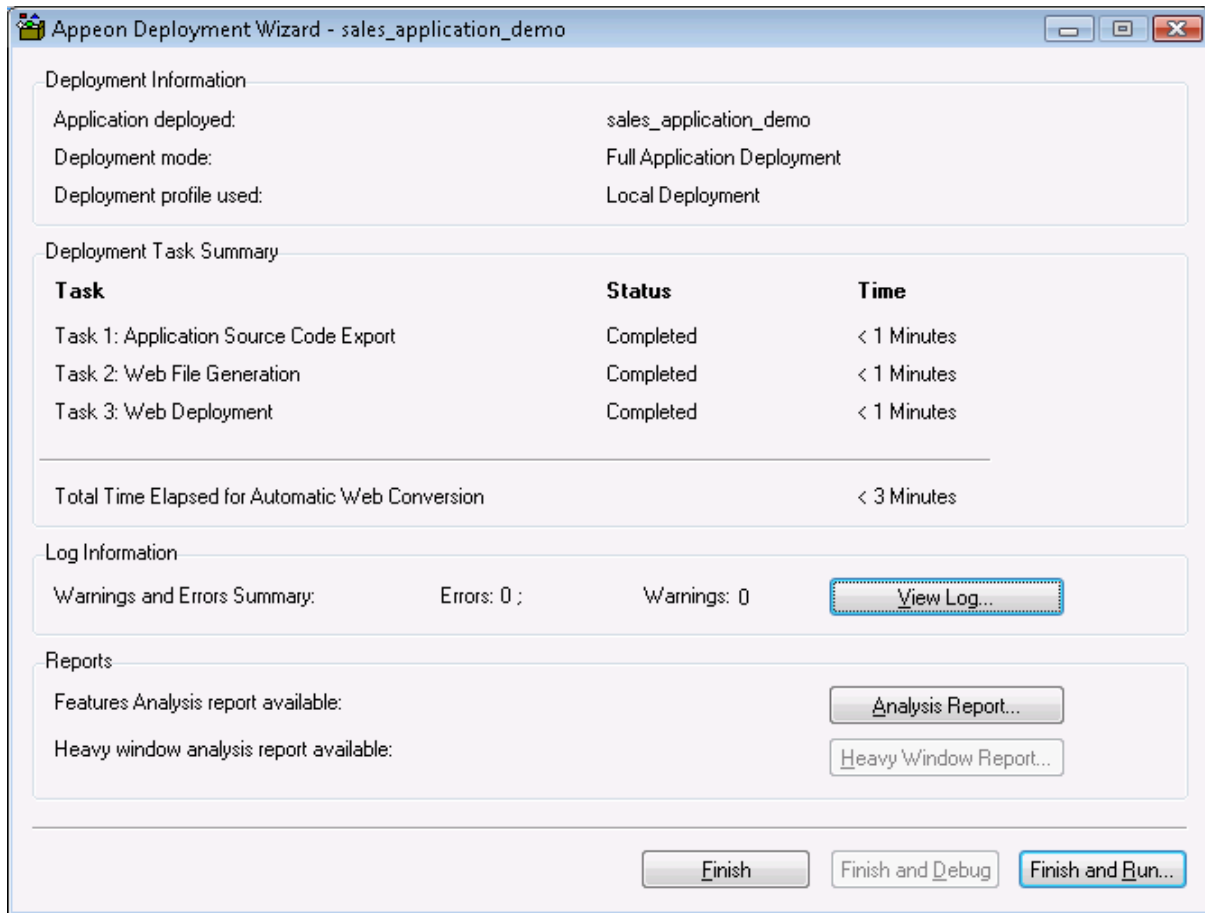 Appeon Deployment Wizard - sales_application_demo
Deployment Information
Application deployed: sales_application_demo
Deployment mode: Full Application Deployment
Deployment profile used: Local Deployment
Deployment Task Summary
Task Status Time
Task 1: Application Source Code Export Completed < 1 Minutes
Task 2: Web File Generation Completed < 1 Minutes
Task 3: Web Deployment Completed < 1 Minutes
Total Time Elapsed for Automatic Web Conversion < 3 Minutes
Log Information
Warnings and Errors Summary: Errors: 0 ; Warnings: 0 View Log...
Reports
Features Analysis report available: Analysis Report...
Heavy window analysis report available: Heavy Window Report...
Finish Finish and Debug Finish and Run...